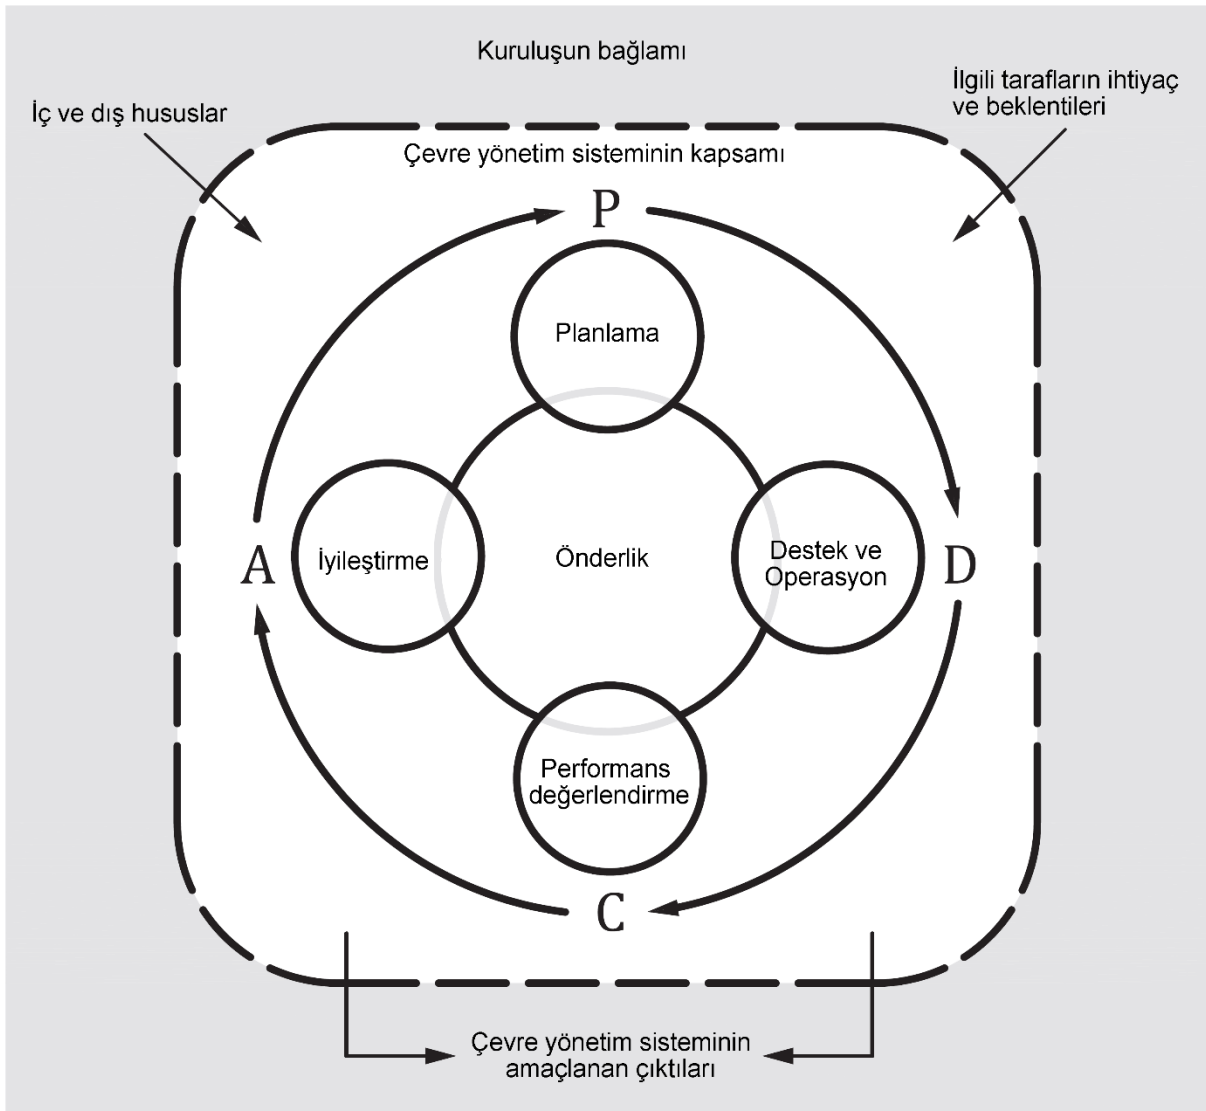 Kuruluşun bağlamı
İç ve dış hususlar
İlgili tarafların ihtiyaç
ve beklentileri
Çevre yönetim sisteminin kapsamı
P
Planlama
A
İyileştirme
Önderlik
Destek ve
Operasyon
D
Performans
değerlendirme
C
Çevre yönetim sisteminin
amaçlanan çıktıları